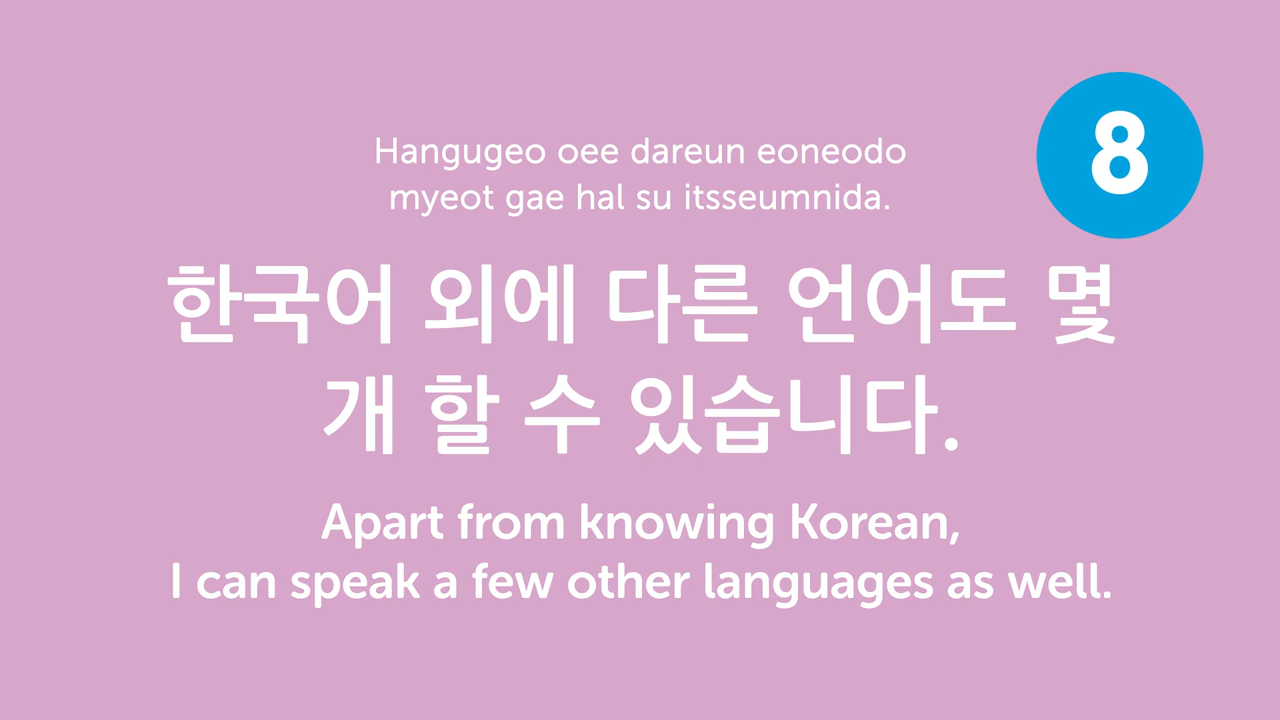 8
Hangugeo oee dareun eoneodo
myeot gae hal su itsseumnida.
한국어 외에 다른 언어도 몇
개 할 수 있습니다.
Apart from knowing Korean,
I can speak a few other languages as well.